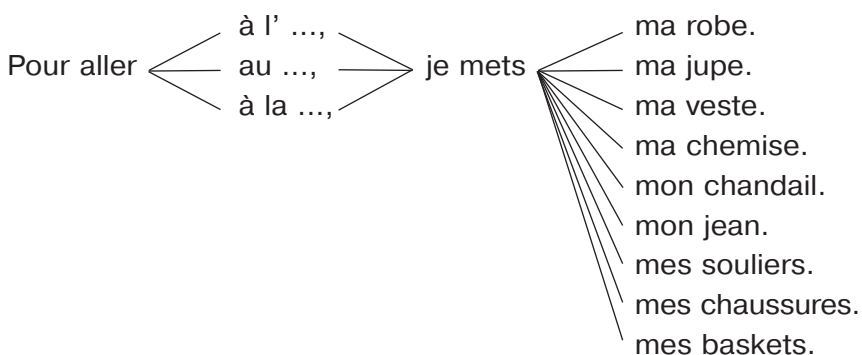 à l' ..., ma robe.
Pour aller au ..., je mets ma jupe.
à la ..., ma veste.
ma chemise.
mon chandail.
mon jean.
mes souliers.
mes chaussures.
mes baskets.